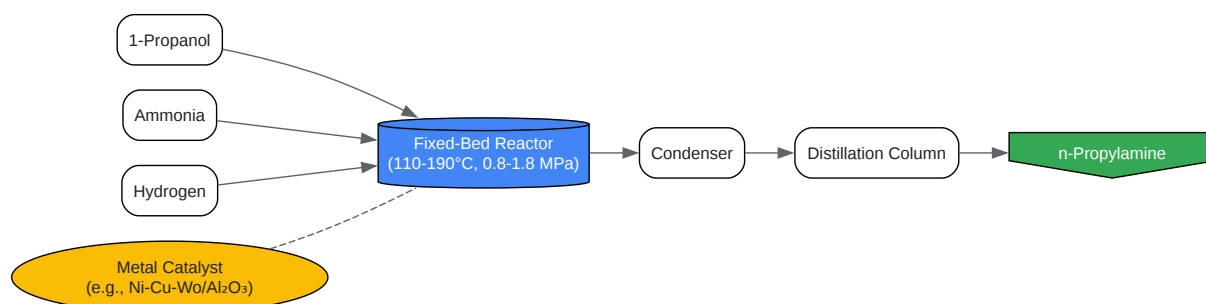 1-Propanol
Ammonia
Hydrogen
Metal Catalyst
(e.g., Ni-Cu-Wo/Al₂O₃)
Fixed-Bed Reactor
(110-190°C, 0.8-1.8 MPa)
Condenser
Distillation Column
n-Propylamine